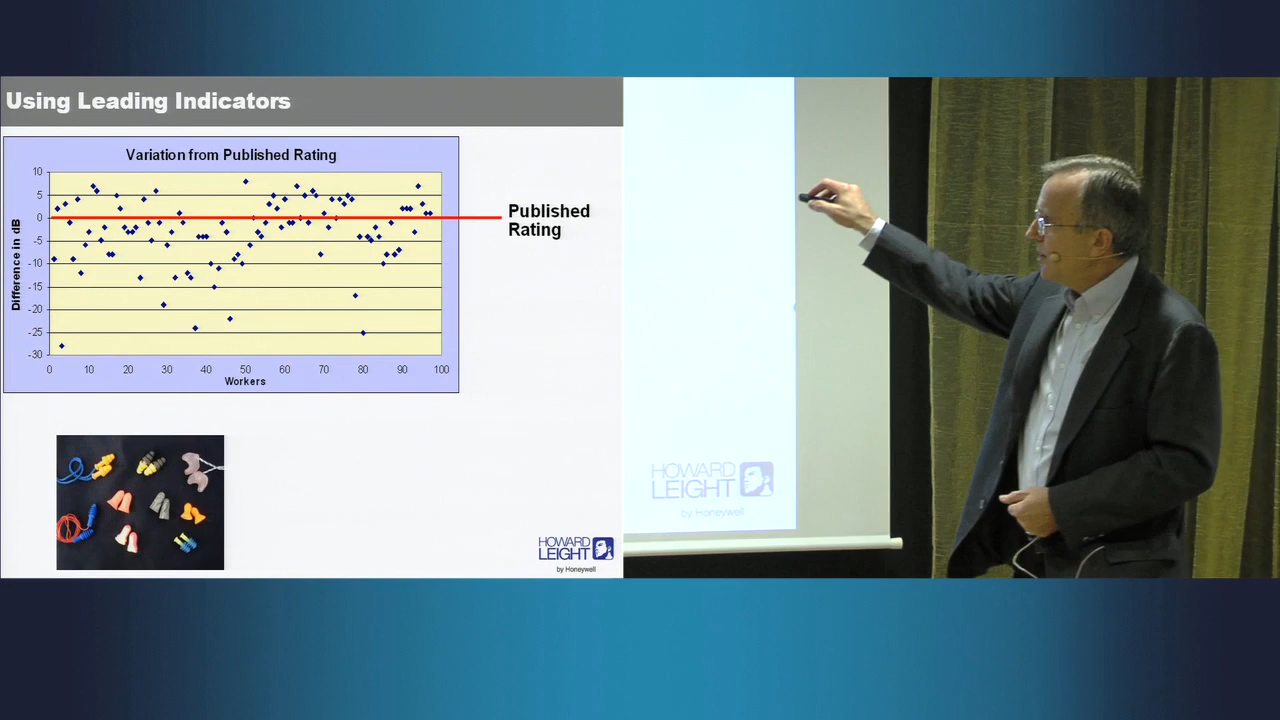 Using Leading Indicators
Variation from Published Rating
10
5
0
-5
-10
-15
-20
-25
-30
Difference in dB
0 10 20 30 40 50 60 70 80 90 100
Workers
Published
Rating
HOWARD
LEIGHT
by Honeywell
HOWARD
LEIGHT
by Honeywell